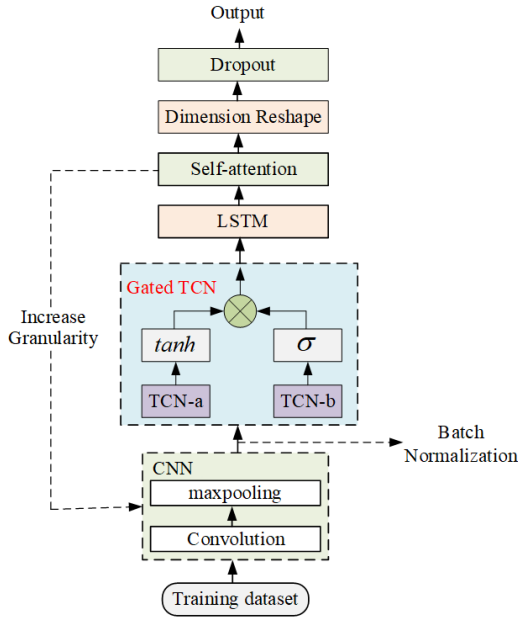 Output
Dropout
Dimension Reshape
Self-attention
LSTM
Gated TCN
tanh
σ
TCN-a
TCN-b
Increase
Granularity
Batch
Normalization
CNN
maxpooling
Convolution
Training dataset